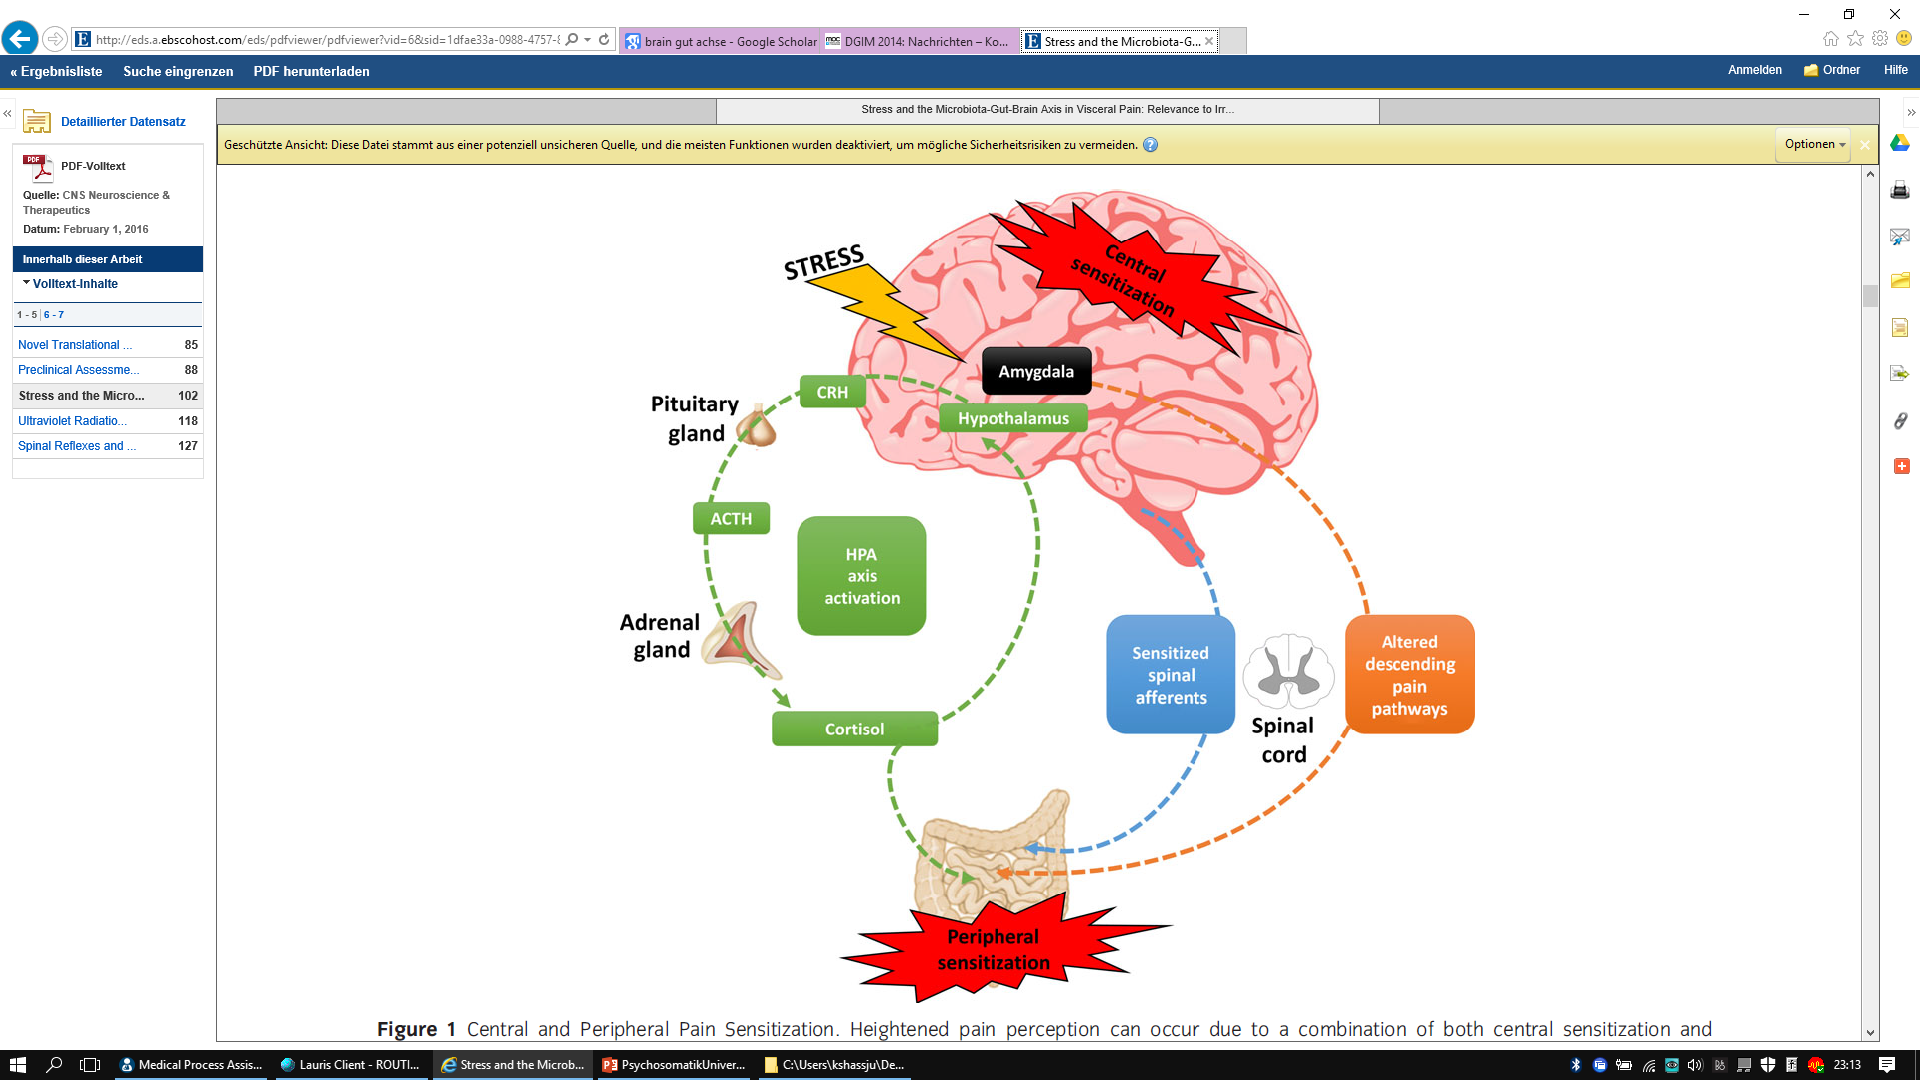 http://eds.a.ebscohost.com/eds/pdfviewer/pdfviewer?vid=6&sid=1dfae33a-0988-4757-8
brain gut achse - Google Scholar
DGIM 2014: Nachrichten – Ko...
Stress and the Microbiota-G...
« Ergebnisliste
Suche eingrenzen
PDF herunterladen
Anmelden
Ordner
Hilfe
Detaillierter Datensatz
PDF
PDF-Volltext
Quelle: CNS Neuroscience &
Therapeutics
Datum: February 1, 2016
Innerhalb dieser Arbeit
Volltext-Inhalte
1 - 5 | 6 - 7
Novel Translational ... 85
Preclinical Assessme... 88
Stress and the Micro... 102
Ultraviolet Radiatio... 118
Spinal Reflexes and ... 127
Stress and the Microbiota-Gut-Brain Axis in Visceral Pain: Relevance to Irr...
Geschützte Ansicht: Diese Datei stammt aus einer potenziell unsicheren Quelle, und die meisten Funktionen wurden deaktiviert, um mögliche Sicherheitsrisiken zu vermeiden.
Optionen
STRESS
Central
sensitization
Amygdala
CRH
Hypothalamus
Pituitary
gland
ACTH
HPA
axis
activation
Adrenal
gland
Cortisol
Sensitized
spinal
afferents
Spinal
cord
Altered
descending
pain
pathways
Peripheral
sensitization
Figure 1 Central and Peripheral Pain Sensitization. Heightened pain perception can occur due to a combination of both central sensitization and
Medical Process Assis...
Lauris Client - ROUTI...
Stress and the Microb...
PsychosomatikUniver...
C:\Users\kshassju\De...
23:13